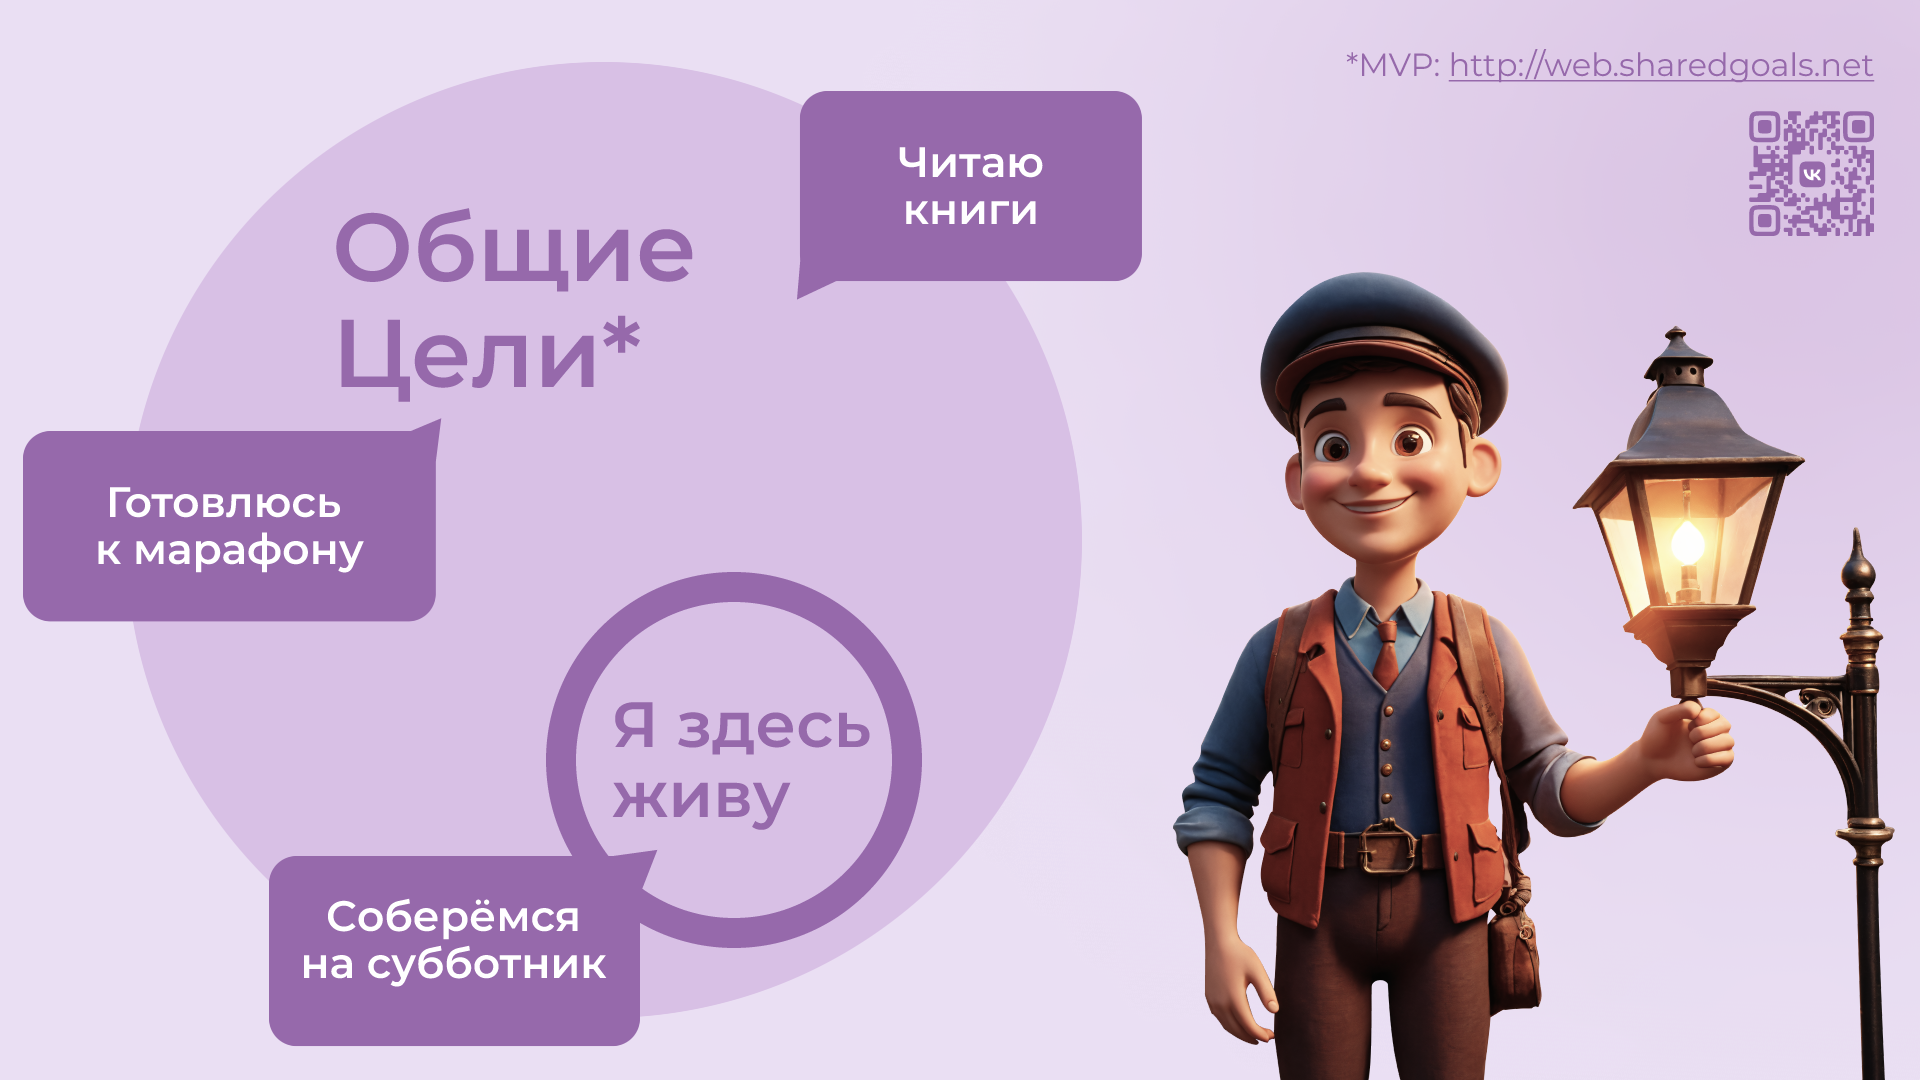 *MVP: http://web.sharedgoals.net
Читаю
книги
Общие
Цели*
Готовлюсь
к марафону
Я здесь
живу
Соберёмся
на субботник